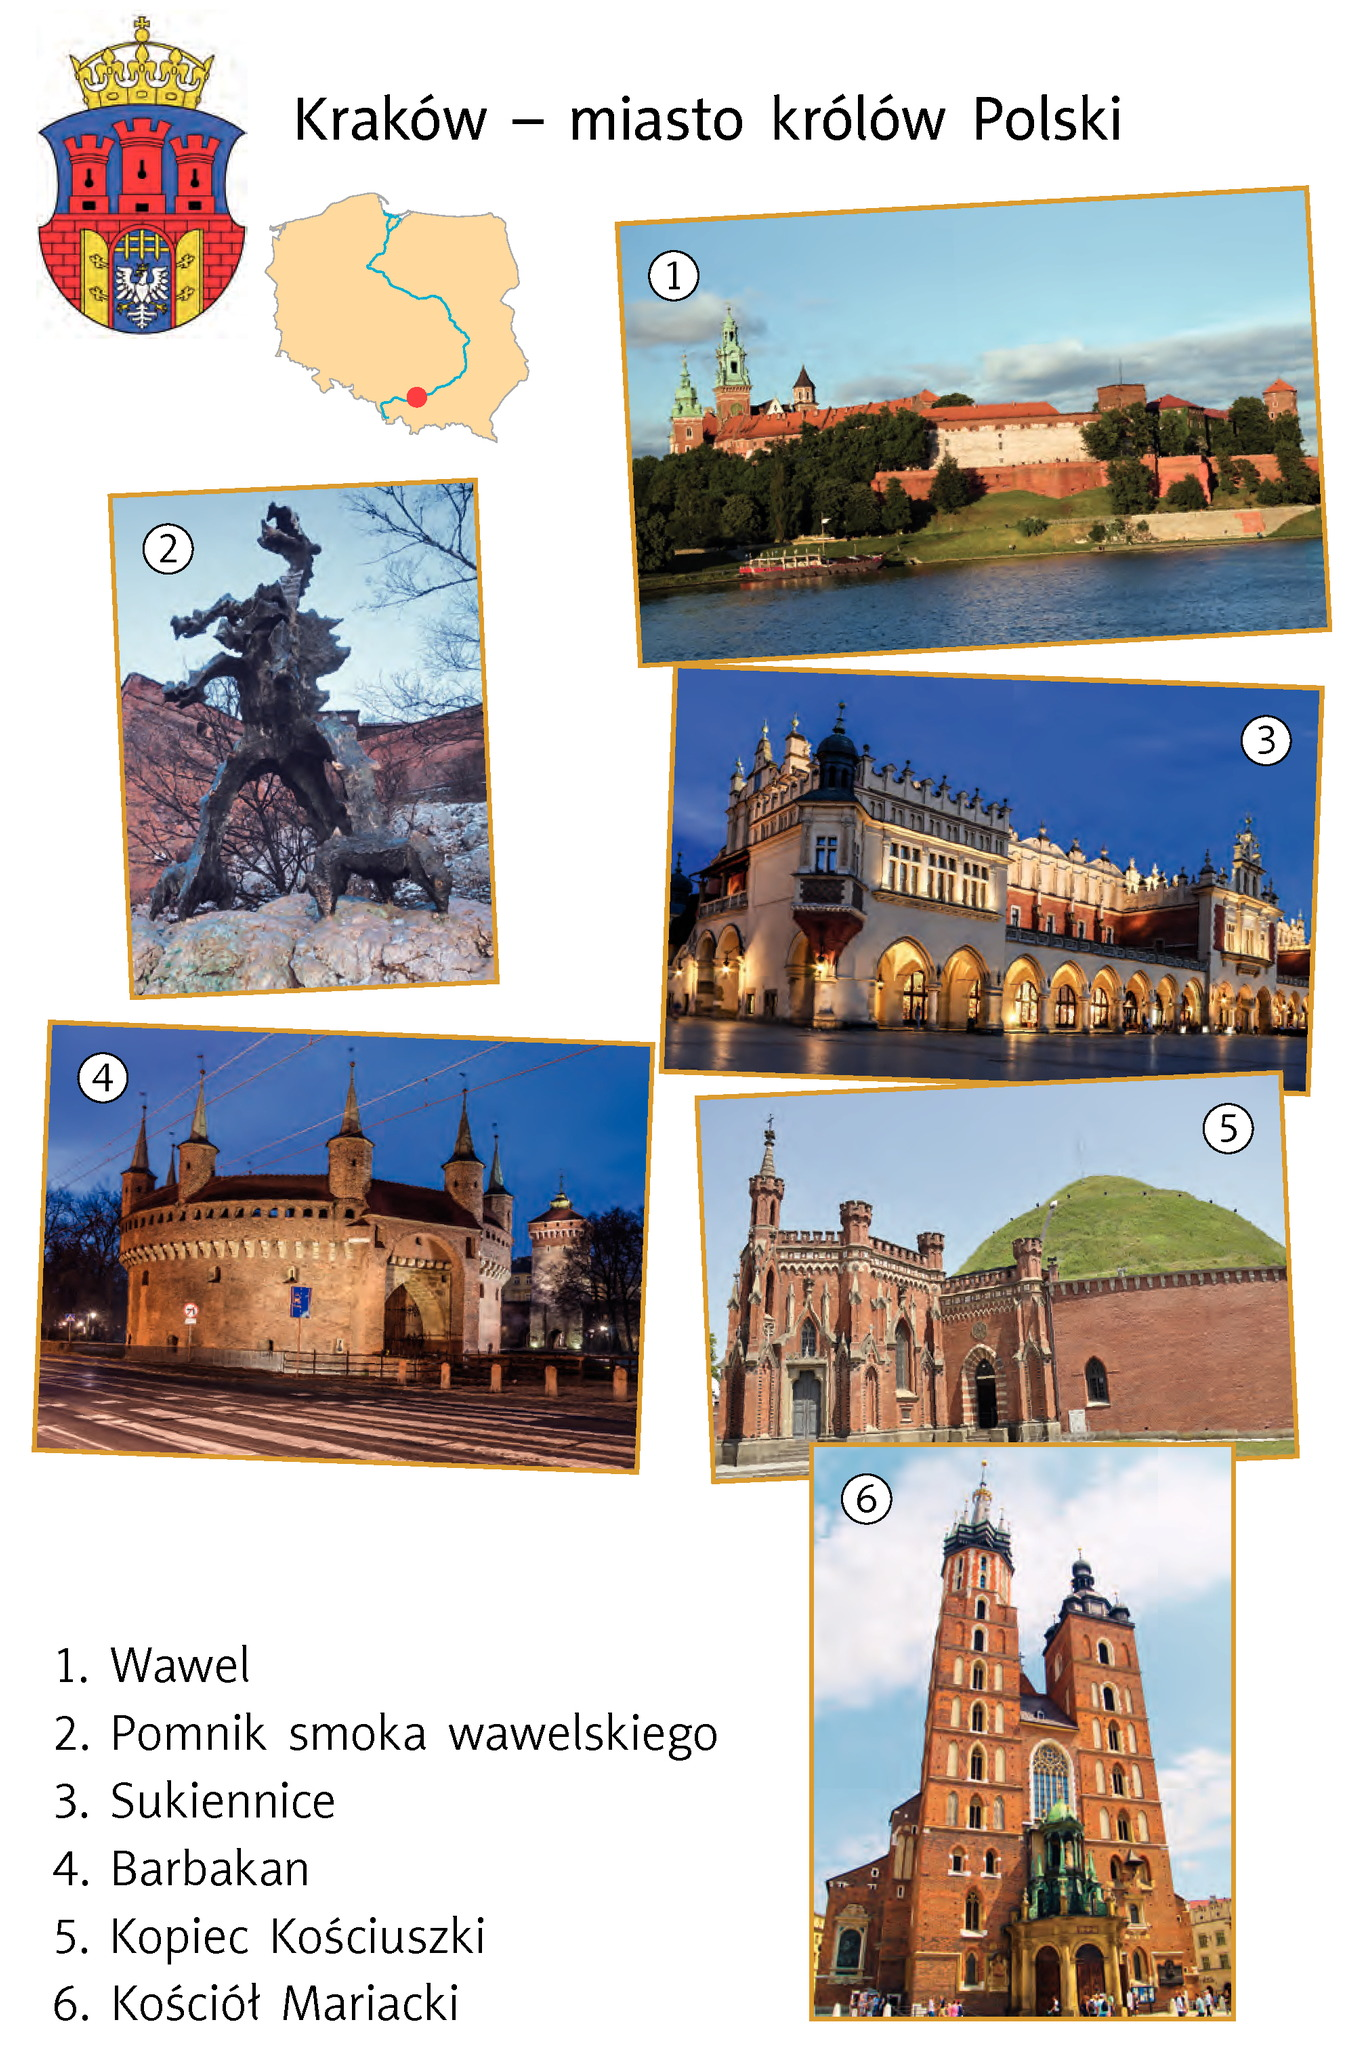 Kraków – miasto królów Polski
1
2
3
4
5
6
1. Wawel
2. Pomnik smoka wawelskiego
3. Sukiennice
4. Barbakan
5. Kopiec Kościuszki
6. Kościół Mariacki